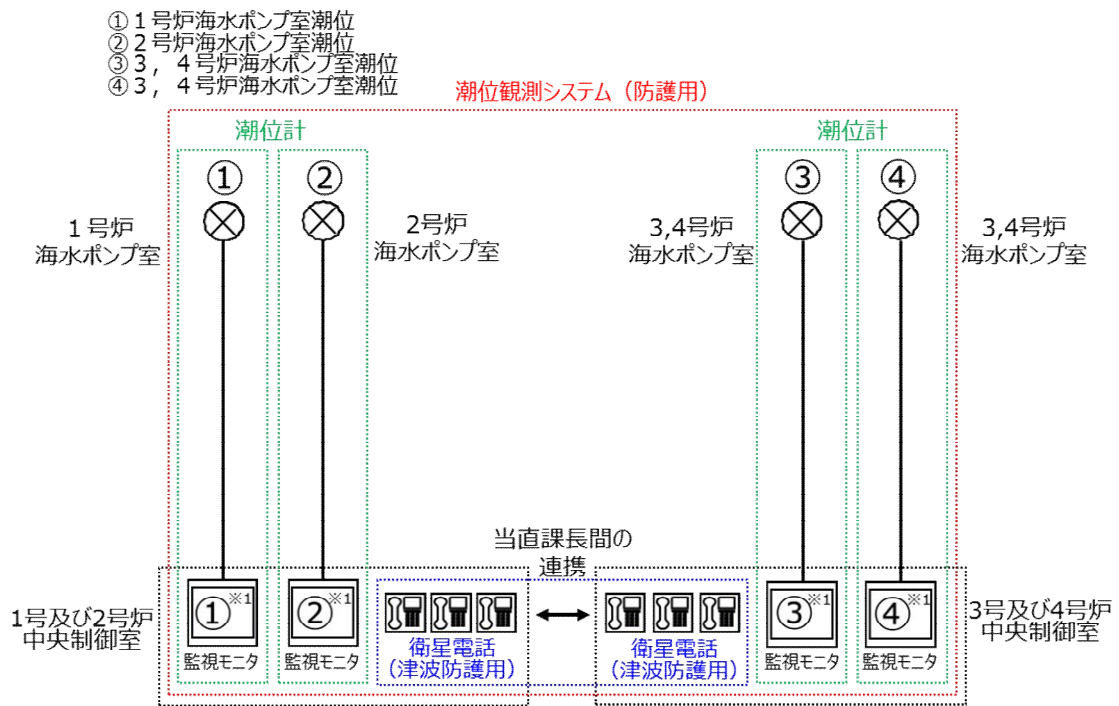 ①１号炉海水ポンプ室潮位
②２号炉海水ポンプ室潮位
③３，４号炉海水ポンプ室潮位
④３，４号炉海水ポンプ室潮位
潮位観測システム（防護用）
潮位計
潮位計
①
②
③
④
１号炉
海水ポンプ室
2号炉
海水ポンプ室
3,4号炉
海水ポンプ室
3,4号炉
海水ポンプ室
当直課長間の
連携
1号及び2号炉
中央制御室
①※1
監視モニタ
②※1
監視モニタ
衛星電話
（津波防護用）
衛星電話
（津波防護用）
③※1
監視モニタ
④※1
監視モニタ
3号及び4号炉
中央制御室